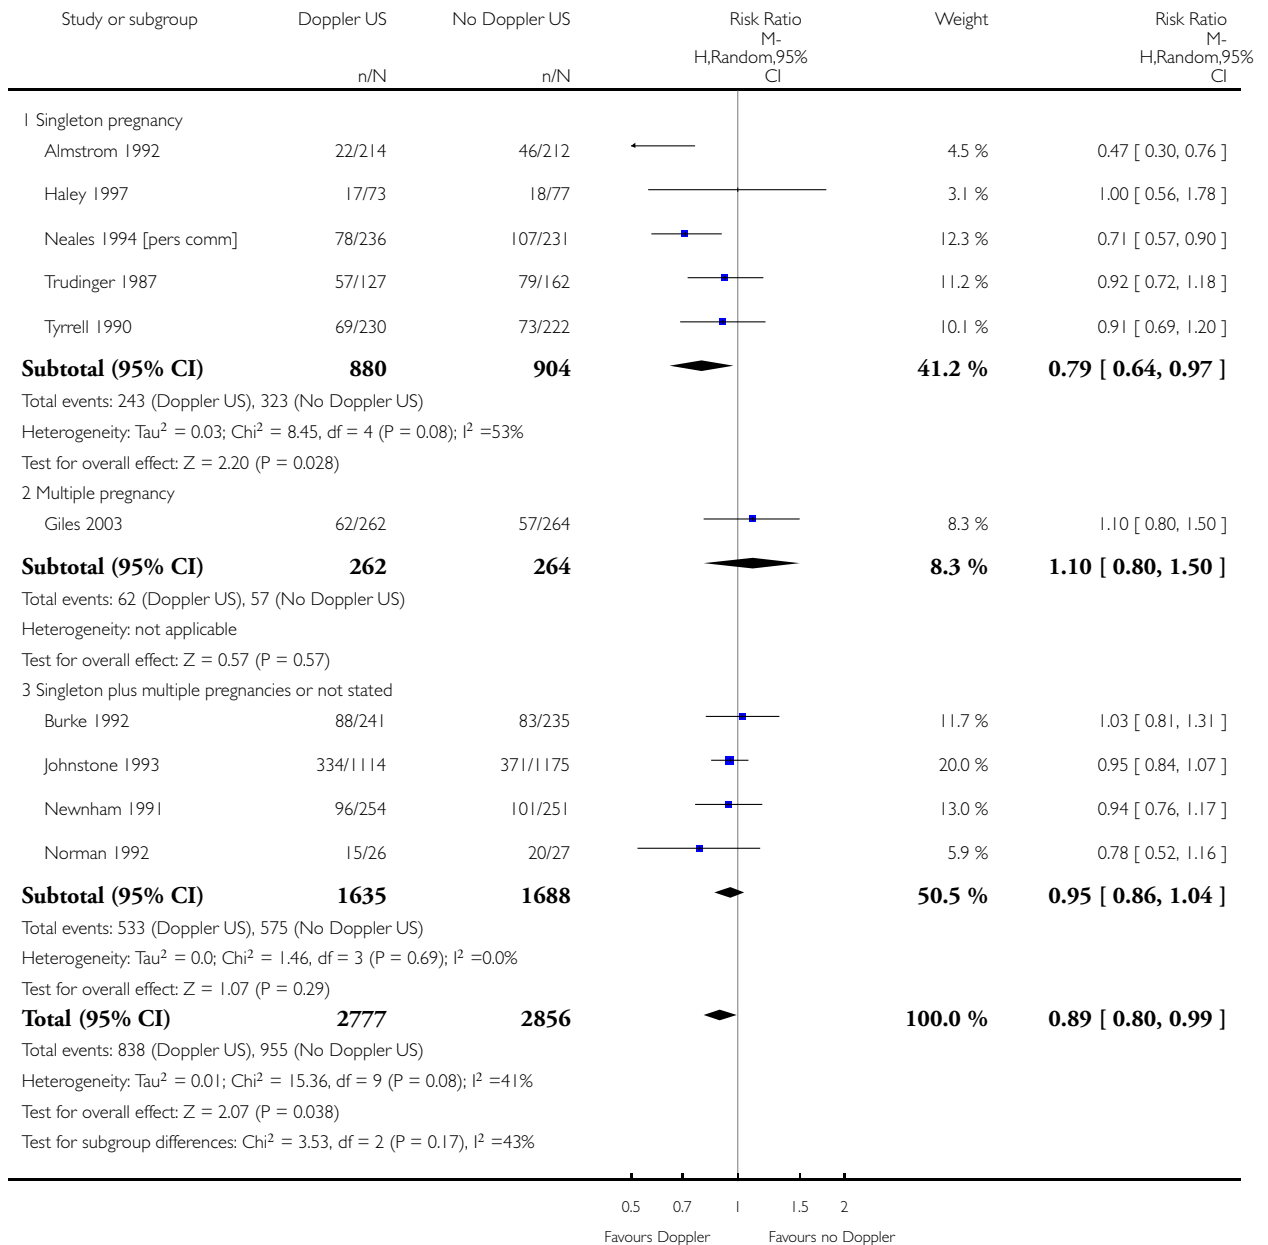 Study or subgroup Doppler US No Doppler US Risk Ratio Weight Risk Ratio
M- M-
H,Random,95% H,Random,95%
n/N n/N CI CI
1 Singleton pregnancy
Almstrom 1992 22/214 46/212 4.5 % 0.47 [ 0.30, 0.76 ]
Haley 1997 17/73 18/77 3.1 % 1.00 [ 0.56, 1.78 ]
Neales 1994 [pers comm] 78/236 107/231 12.3 % 0.71 [ 0.57, 0.90 ]
Trudinger 1987 57/127 79/162 11.2 % 0.92 [ 0.72, 1.18 ]
Tyrrell 1990 69/230 73/222 10.1 % 0.91 [ 0.69, 1.20 ]
Subtotal (95% CI) 880 904 41.2 % 0.79 [ 0.64, 0.97 ]
Total events: 243 (Doppler US), 323 (No Doppler US)
Heterogeneity: Tau² = 0.03; Chi² = 8.45, df = 4 (P = 0.08); I² =53%
Test for overall effect: Z = 2.20 (P = 0.028)
2 Multiple pregnancy
Giles 2003 62/262 57/264 8.3 % 1.10 [ 0.80, 1.50 ]
Subtotal (95% CI) 262 264 8.3 % 1.10 [ 0.80, 1.50 ]
Total events: 62 (Doppler US), 57 (No Doppler US)
Heterogeneity: not applicable
Test for overall effect: Z = 0.57 (P = 0.57)
3 Singleton plus multiple pregnancies or not stated
Burke 1992 88/241 83/235 11.7 % 1.03 [ 0.81, 1.31 ]
Johnstone 1993 334/1114 371/1175 20.0 % 0.95 [ 0.84, 1.07 ]
Newnham 1991 96/254 101/251 13.0 % 0.94 [ 0.76, 1.17 ]
Norman 1992 15/26 20/27 5.9 % 0.78 [ 0.52, 1.16 ]
Subtotal (95% CI) 1635 1688 50.5 % 0.95 [ 0.86, 1.04 ]
Total events: 533 (Doppler US), 575 (No Doppler US)
Heterogeneity: Tau² = 0.0; Chi² = 1.46, df = 3 (P = 0.69); I² =0.0%
Test for overall effect: Z = 1.07 (P = 0.29)
Total (95% CI) 2777 2856 100.0 % 0.89 [ 0.80, 0.99 ]
Total events: 838 (Doppler US), 955 (No Doppler US)
Heterogeneity: Tau² = 0.01; Chi² = 15.36, df = 9 (P = 0.08); I² =41%
Test for overall effect: Z = 2.07 (P = 0.038)
Test for subgroup differences: Chi² = 3.53, df = 2 (P = 0.17), I² =43%
0.5 0.7 1 1.5 2
Favours Doppler Favours no Doppler